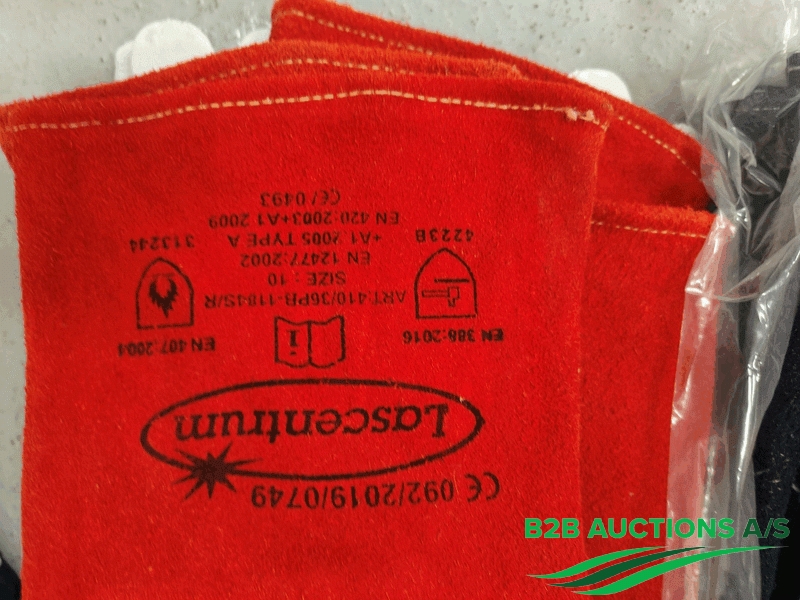 CE 092/2019/0749
Lascentrum
EN 388:2016
4223B
i
EN 407:2004
313244
ART:410/36PB-1184S/R
SIZE : 10
EN 12477:2002
+A1:2005 TYPE A
EN 420:2003+A1 2009
CE/0493
B2B AUCTIONS A/S